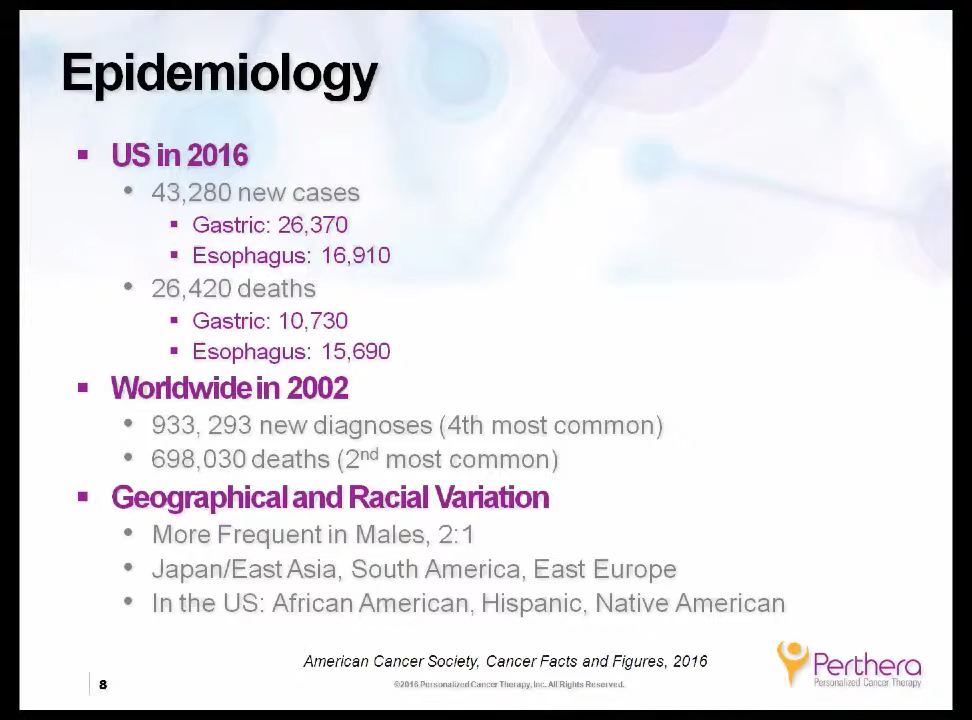 Epidemiology
▪ US in 2016
• 43,280 new cases
▪ Gastric: 26,370
▪ Esophagus: 16,910
• 26,420 deaths
▪ Gastric: 10,730
▪ Esophagus: 15,690
▪ Worldwide in 2002
• 933, 293 new diagnoses (4th most common)
• 698,030 deaths (2nd most common)
▪ Geographical and Racial Variation
• More Frequent in Males, 2:1
• Japan/East Asia, South America, East Europe
• In the US: African American, Hispanic, Native American
American Cancer Society, Cancer Facts and Figures, 2016
Perthera
Personalized Cancer Therapy
8
©2016 Personalized Cancer Therapy, Inc. All Rights Reserved.